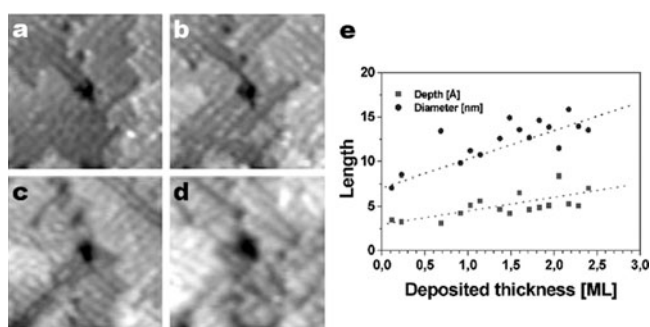 a
b
c
d
e
Depth [Å]
Diameter [nm]
Length
20
15
10
5
0
0,0 0,5 1,0 1,5 2,0 2,5 3,0
Deposited thickness [ML]